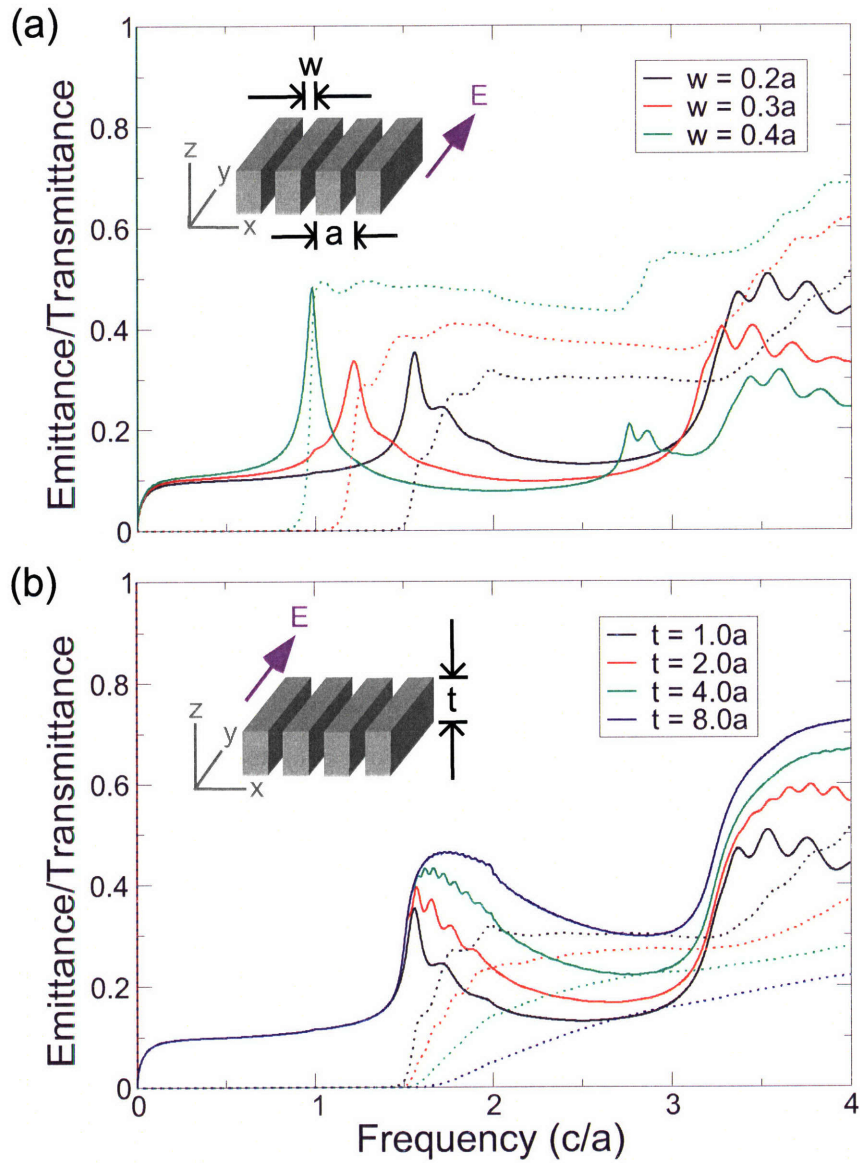 (a)
Emittance/Transmittance
1
0.8
0.6
0.4
0.2
0
w
E
z
y
x
a
w = 0.2a
w = 0.3a
w = 0.4a
(b)
Emittance/Transmittance
1
0.8
0.6
0.4
0.2
0
E
z
y
x
t
t = 1.0a
t = 2.0a
t = 4.0a
t = 8.0a
0
1
2
3
4
Frequency (c/a)